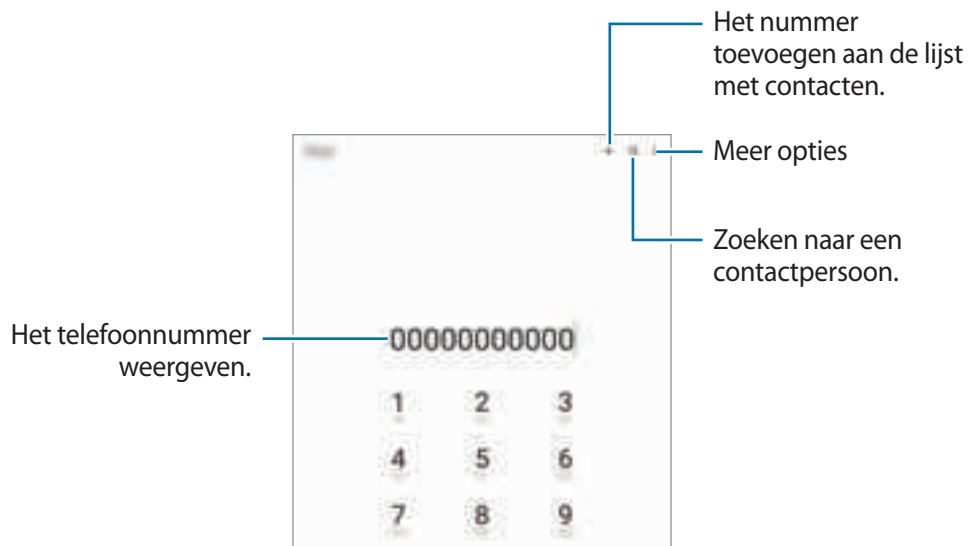 Het nummer
toevoegen aan de lijst
met contacten.
Meer opties
Zoeken naar een
contactpersoon.
Het telefoonnummer
weergeven.
00000000000
1 2 3
4 5 6
7 8 9